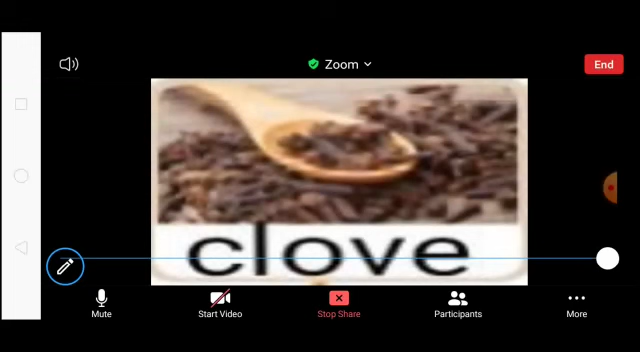 Zoom
End
clove
Mute
Start Video
Stop Share
Participants
More